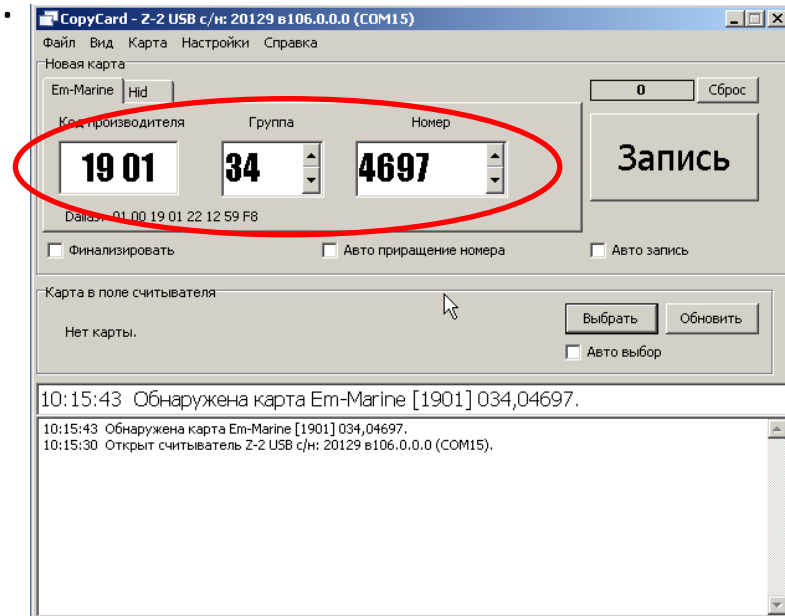 CopyCard - Z-2 USB с/н: 20129 в106.0.0.0 (COM15)
Файл Вид Карта Настройки Справка
Новая карта
Em-Marine Hid
0 Сброс
Код производителя Группа Номер
19 01 34 4697
Запись
Dallas: 01 00 19 01 22 12 59 F8
Финализировать Авто приращение номера Авто запись
Карта в поле считывателя
Нет карты.
Выбрать Обновить
Авто выбор
10:15:43 Обнаружена карта Em-Marine [1901] 034,04697.
10:15:43 Обнаружена карта Em-Marine [1901] 034,04697.
10:15:30 Открыт считыватель Z-2 USB с/н: 20129 в106.0.0.0 (COM15).